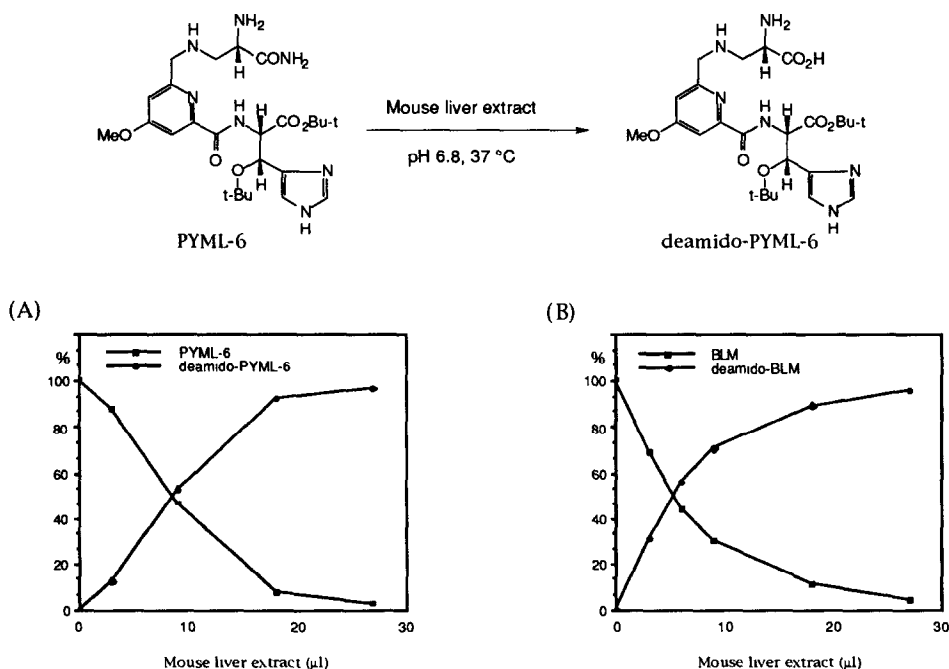 NH2
N
H
H
CONH2
N
H
H
N
CO2Bu-t
MeO
O
O
H
t-Bu
N
N
H
PYML-6
Mouse liver extract
pH 6.8, 37 °C
NH2
N
H
H
CO2H
N
H
H
N
CO2Bu-t
MeO
O
O
H
t-Bu
N
N
H
deamido-PYML-6
(A)
%
PYML-6
deamido-PYML-6
100
80
60
40
20
0
0
10
20
30
Mouse liver extract (µl)
(B)
%
BLM
deamido-BLM
100
80
60
40
20
0
0
10
20
30
Mouse liver extract (µl)